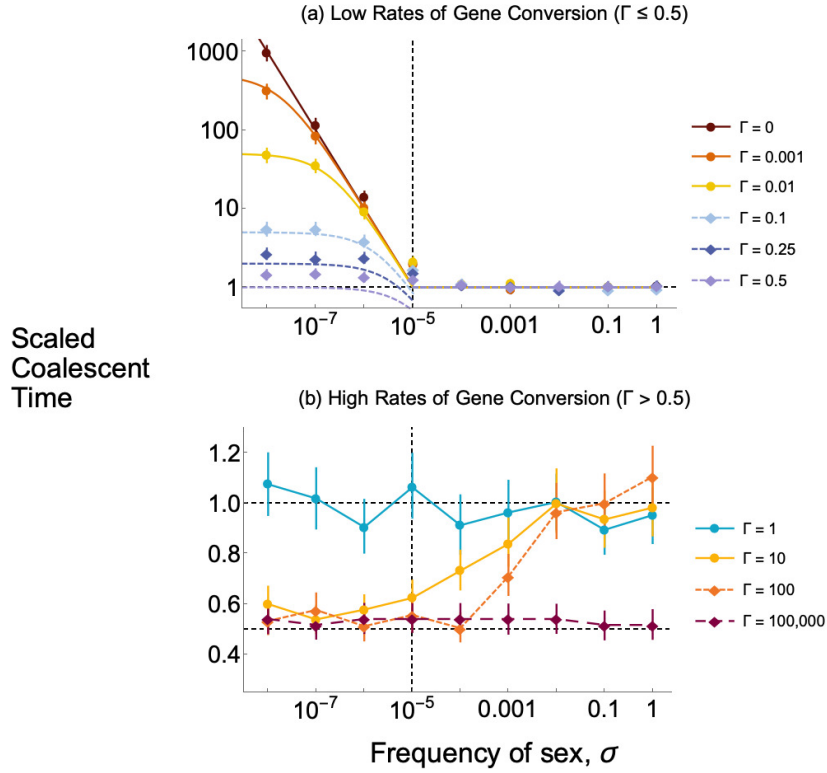 (a) Low Rates of Gene Conversion (Γ ≤ 0.5)
1000
100
10
1
10⁻⁷
10⁻⁵
0.001
0.1
1
Γ = 0
Γ = 0.001
Γ = 0.01
Γ = 0.1
Γ = 0.25
Γ = 0.5
Scaled
Coalescent
Time
(b) High Rates of Gene Conversion (Γ > 0.5)
1.2
1.0
0.8
0.6
0.4
10⁻⁷
10⁻⁵
0.001
0.1
1
Γ = 1
Γ = 10
Γ = 100
Γ = 100,000
Frequency of sex, σ